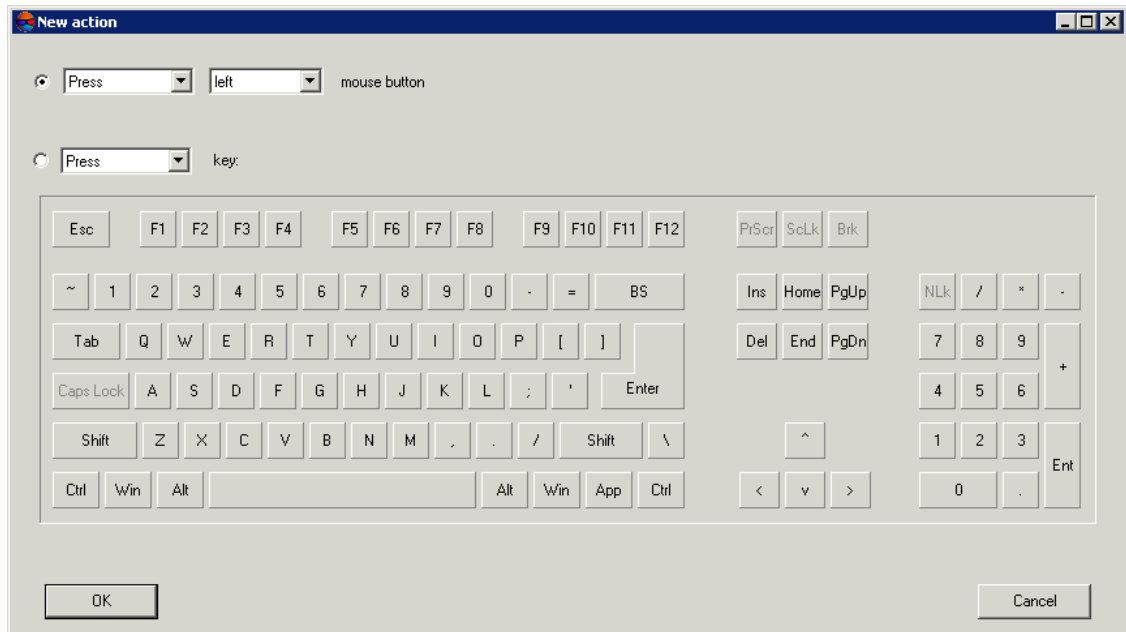 New action
Press left mouse button
Press key:
Esc F1 F2 F3 F4 F5 F6 F7 F8 F9 F10 F11 F12 PrScr ScLk Brk
~ 1 2 3 4 5 6 7 8 9 0 - = BS Ins Home PgUp NLk / * -
Tab Q W E R T Y U I O P [ ] Del End PgDn 7 8 9 +
Caps Lock A S D F G H J K L ; ' Enter 4 5 6
Shift Z X C V B N M , . / Shift \ ^ 1 2 3 Ent
Ctrl Win Alt Alt Win App Ctrl < v > 0 .
OK Cancel